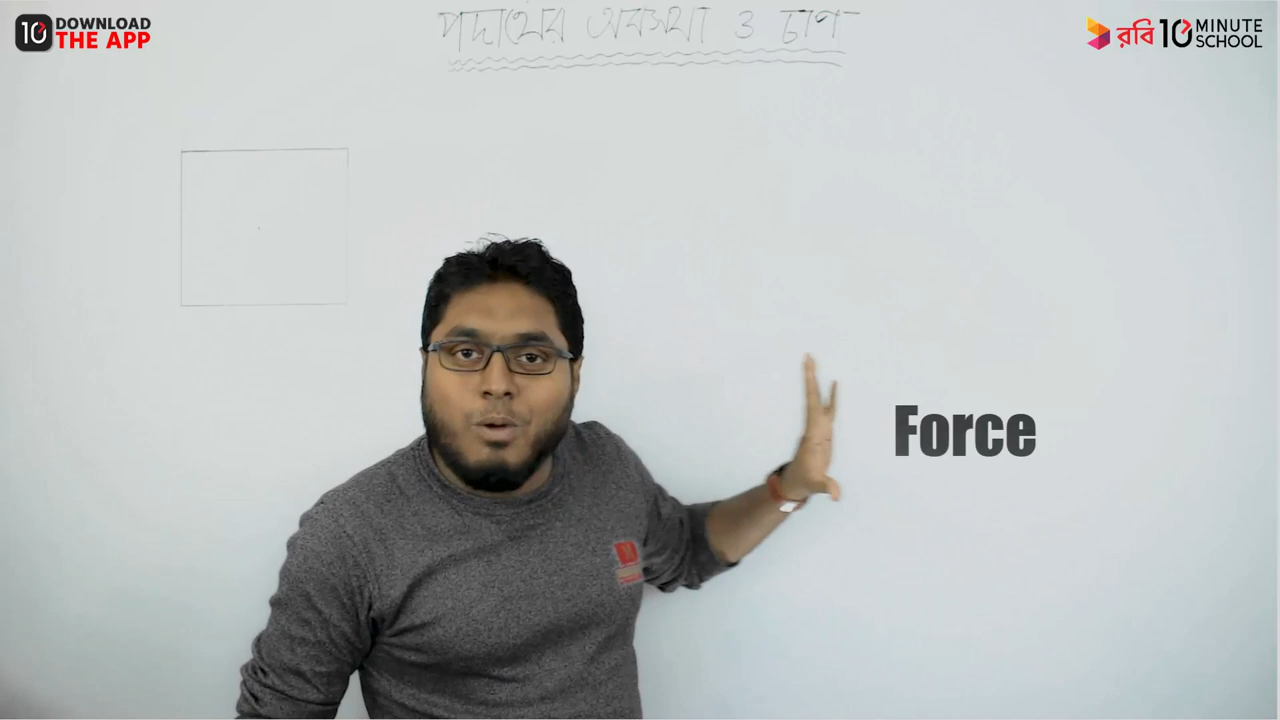 10 DOWNLOAD
THE APP
পদার্থের অবস্থা ও চাপ
রবি 10 MINUTE
SCHOOL
Force